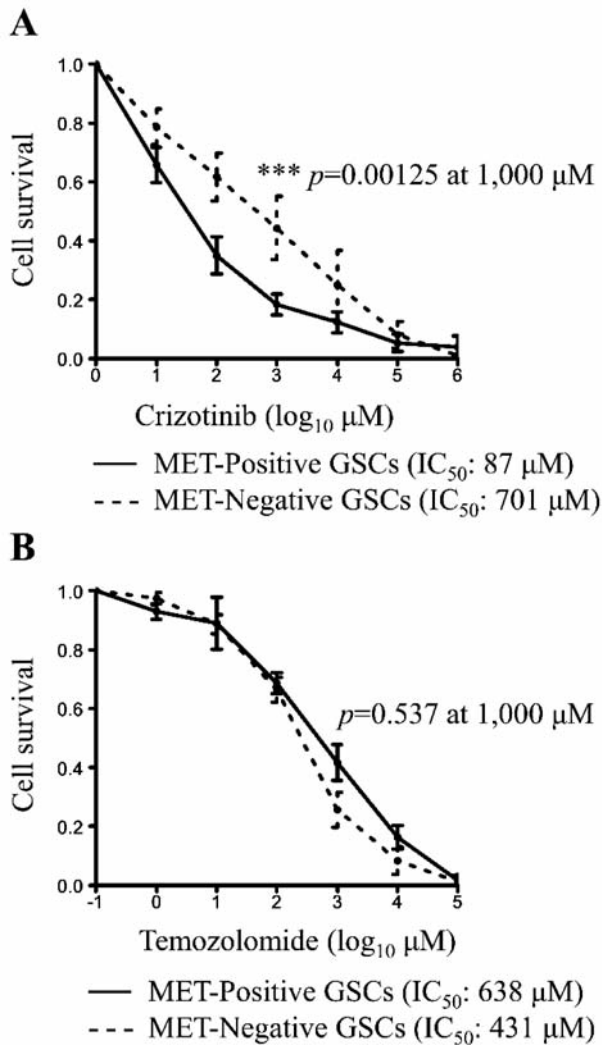 A
1.0
0.8
0.6
0.4
0.2
0.0
Cell survival
*** p=0.00125 at 1,000 μM
0 1 2 3 4 5 6
Crizotinib (log₁₀ μM)
MET-Positive GSCs (IC₅₀: 87 μM)
MET-Negative GSCs (IC₅₀: 701 μM)
B
1.0
0.8
0.6
0.4
0.2
0.0
Cell survival
p=0.537 at 1,000 μM
-1 0 1 2 3 4 5
Temozolomide (log₁₀ μM)
MET-Positive GSCs (IC₅₀: 638 μM)
MET-Negative GSCs (IC₅₀: 431 μM)